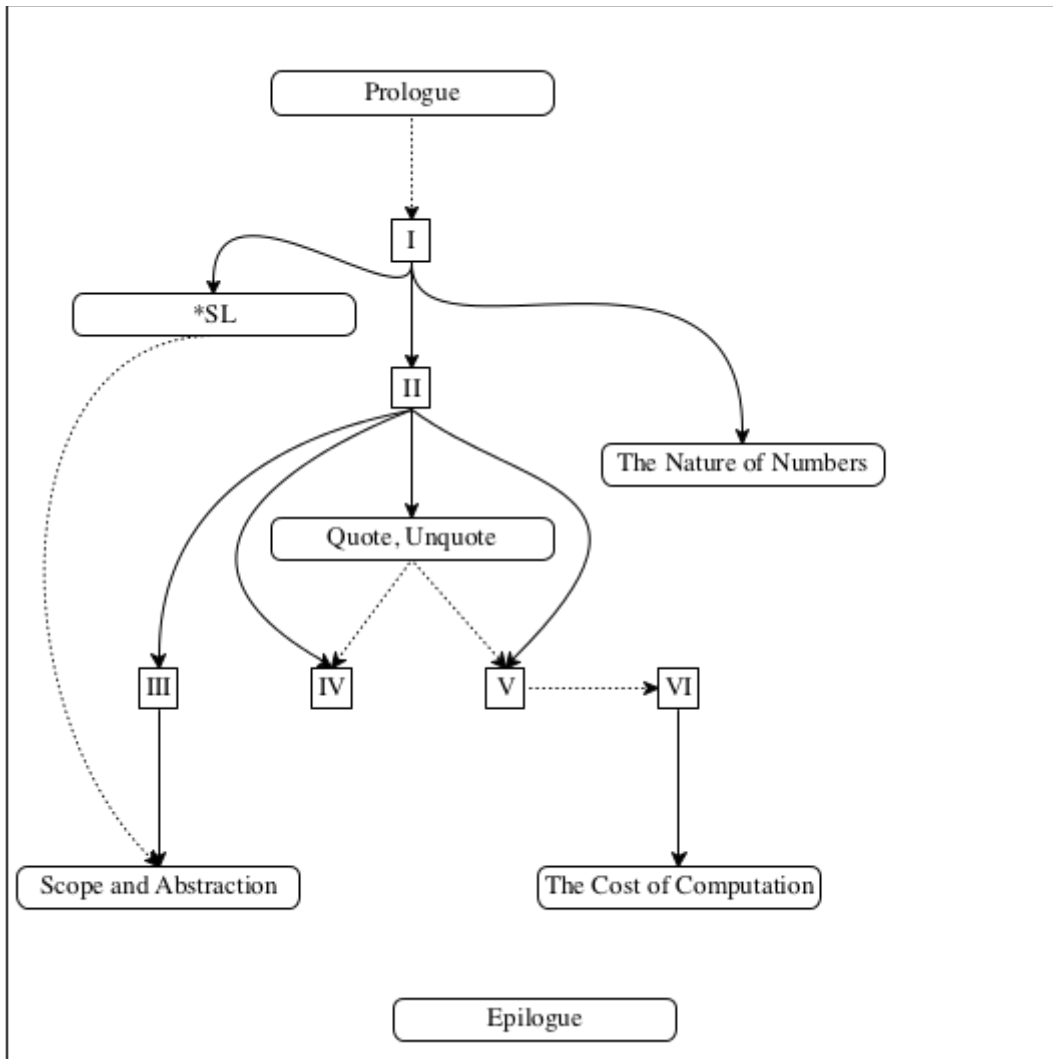 Prologue
I
*SL
II
The Nature of Numbers
Quote, Unquote
III
IV
V
VI
Scope and Abstraction
The Cost of Computation
Epilogue